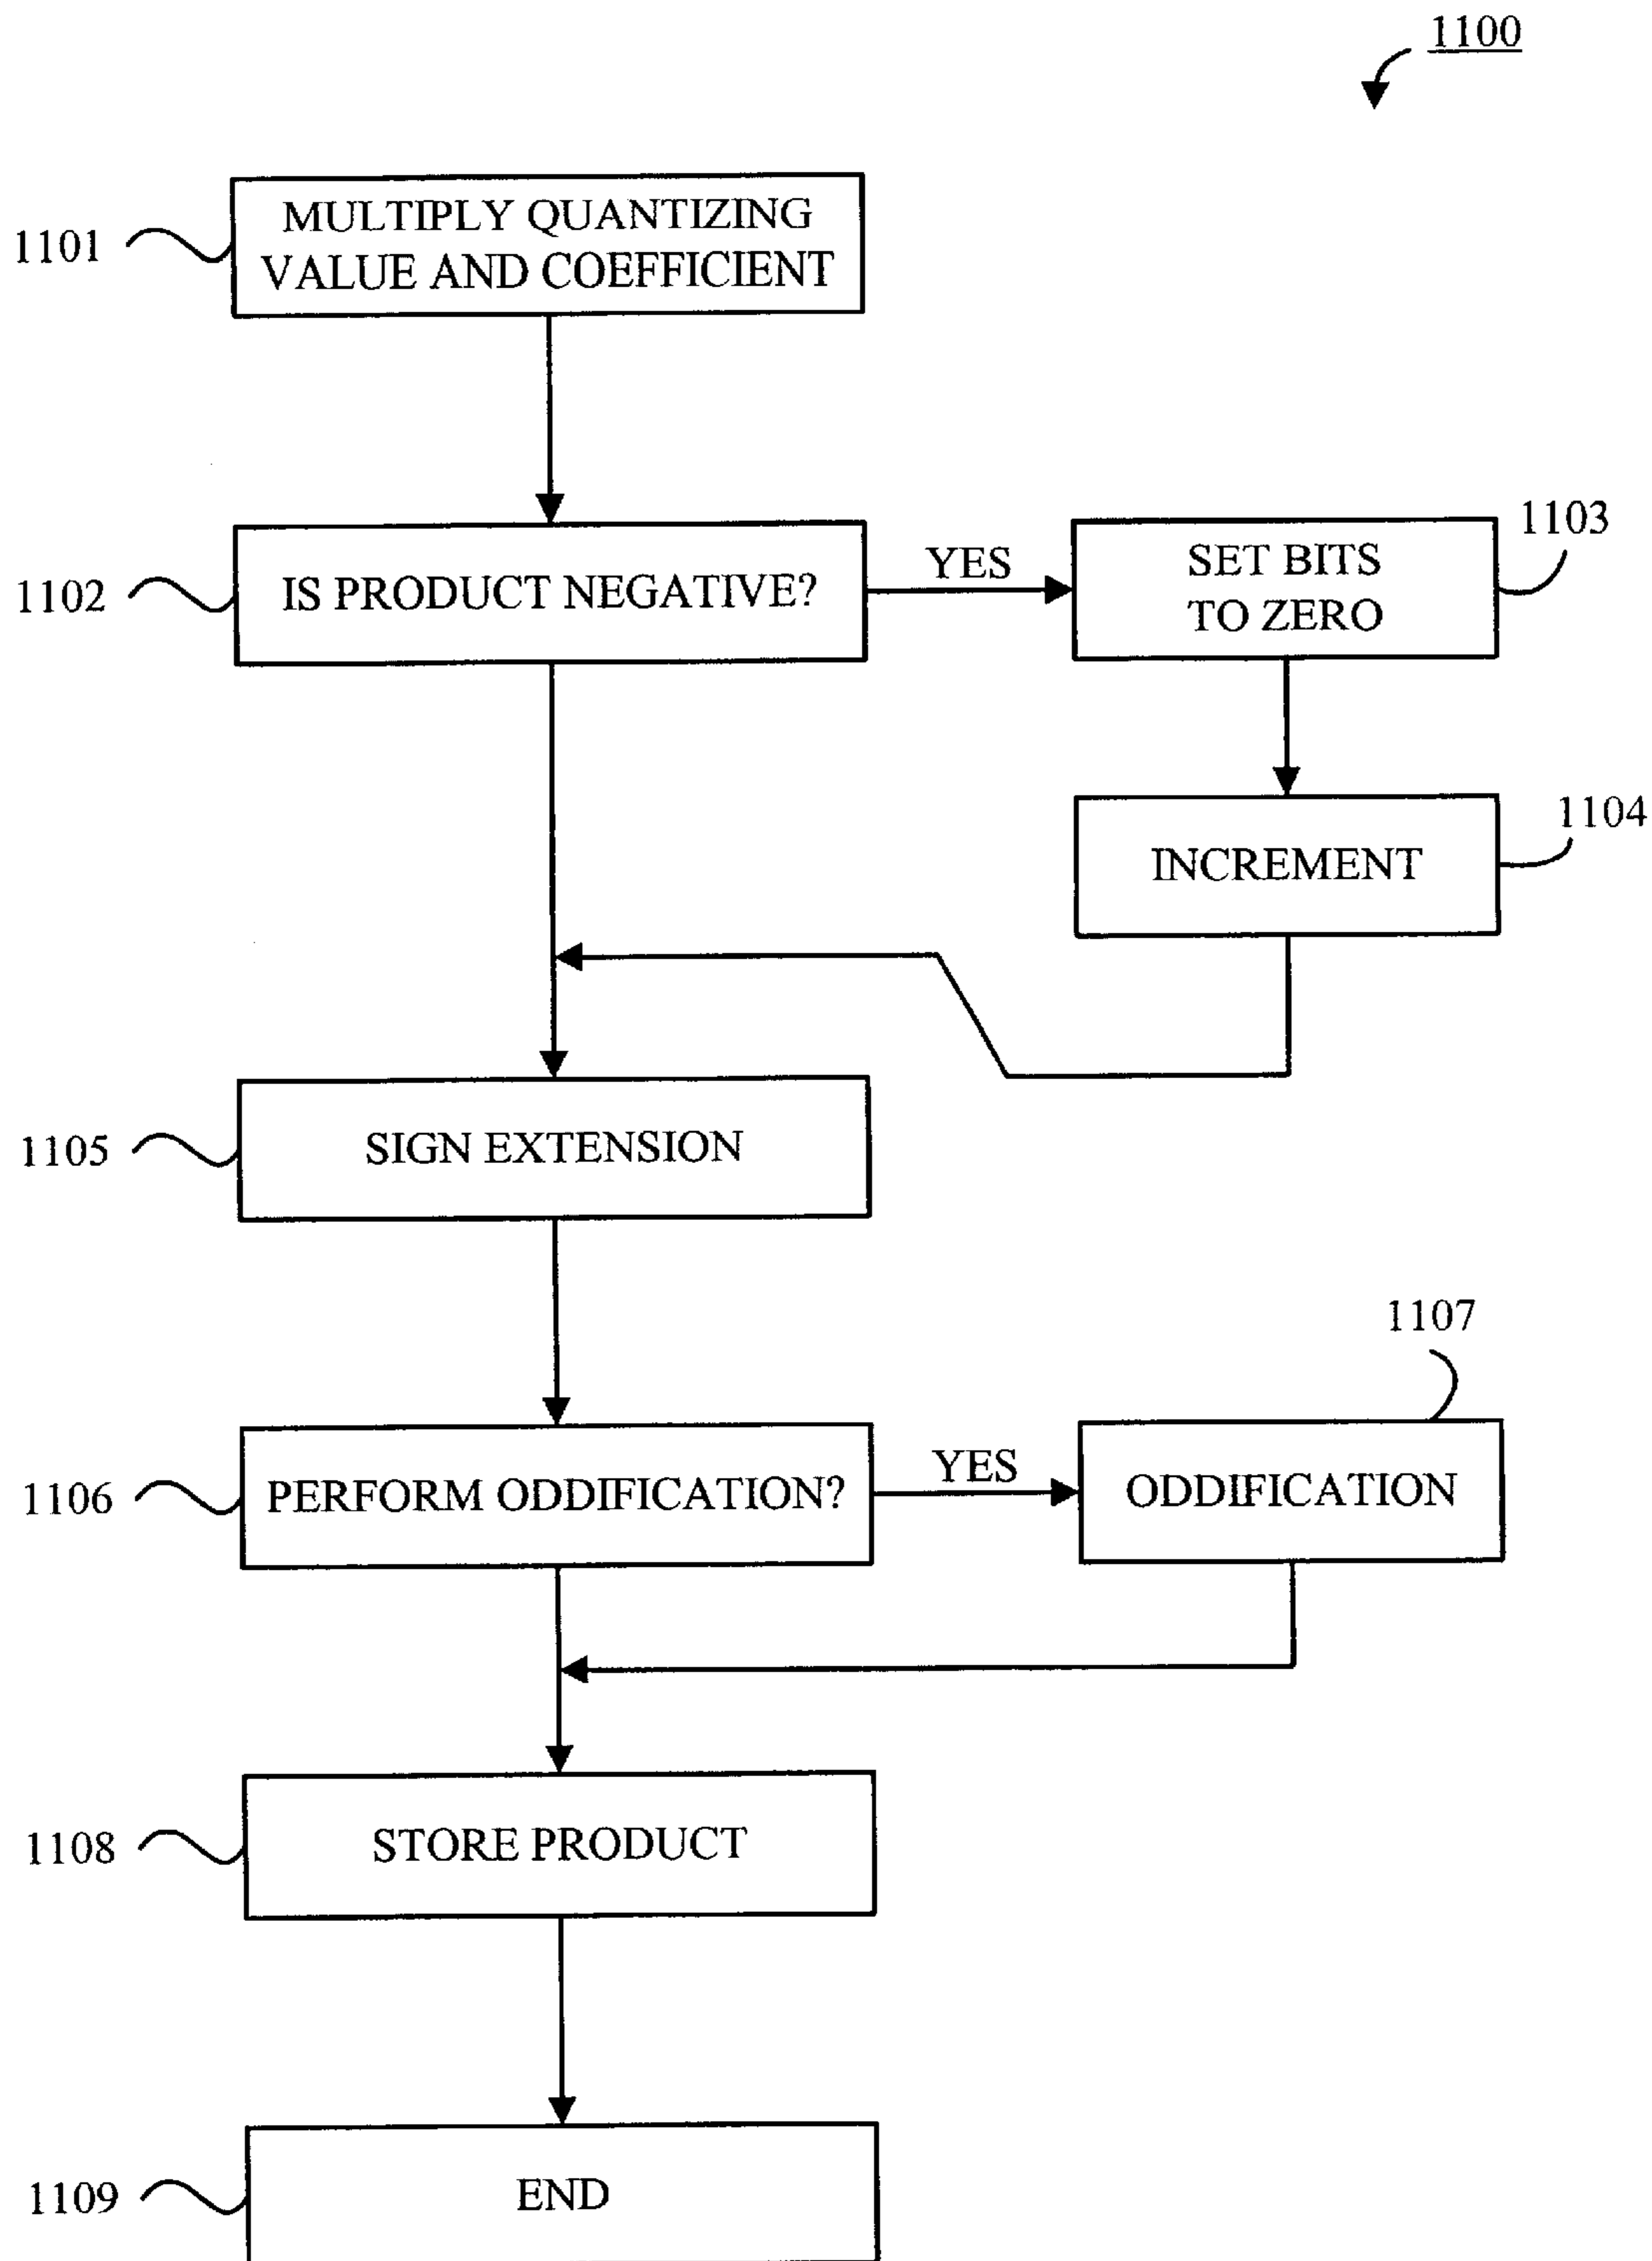 1100
MULTIPLY QUANTIZING
VALUE AND COEFFICIENT
1101
IS PRODUCT NEGATIVE?
1102
YES
SET BITS
TO ZERO
1103
INCREMENT
1104
SIGN EXTENSION
1105
PERFORM ODDIFICATION?
1106
YES
ODDIFICATION
1107
STORE PRODUCT
1108
END
1109